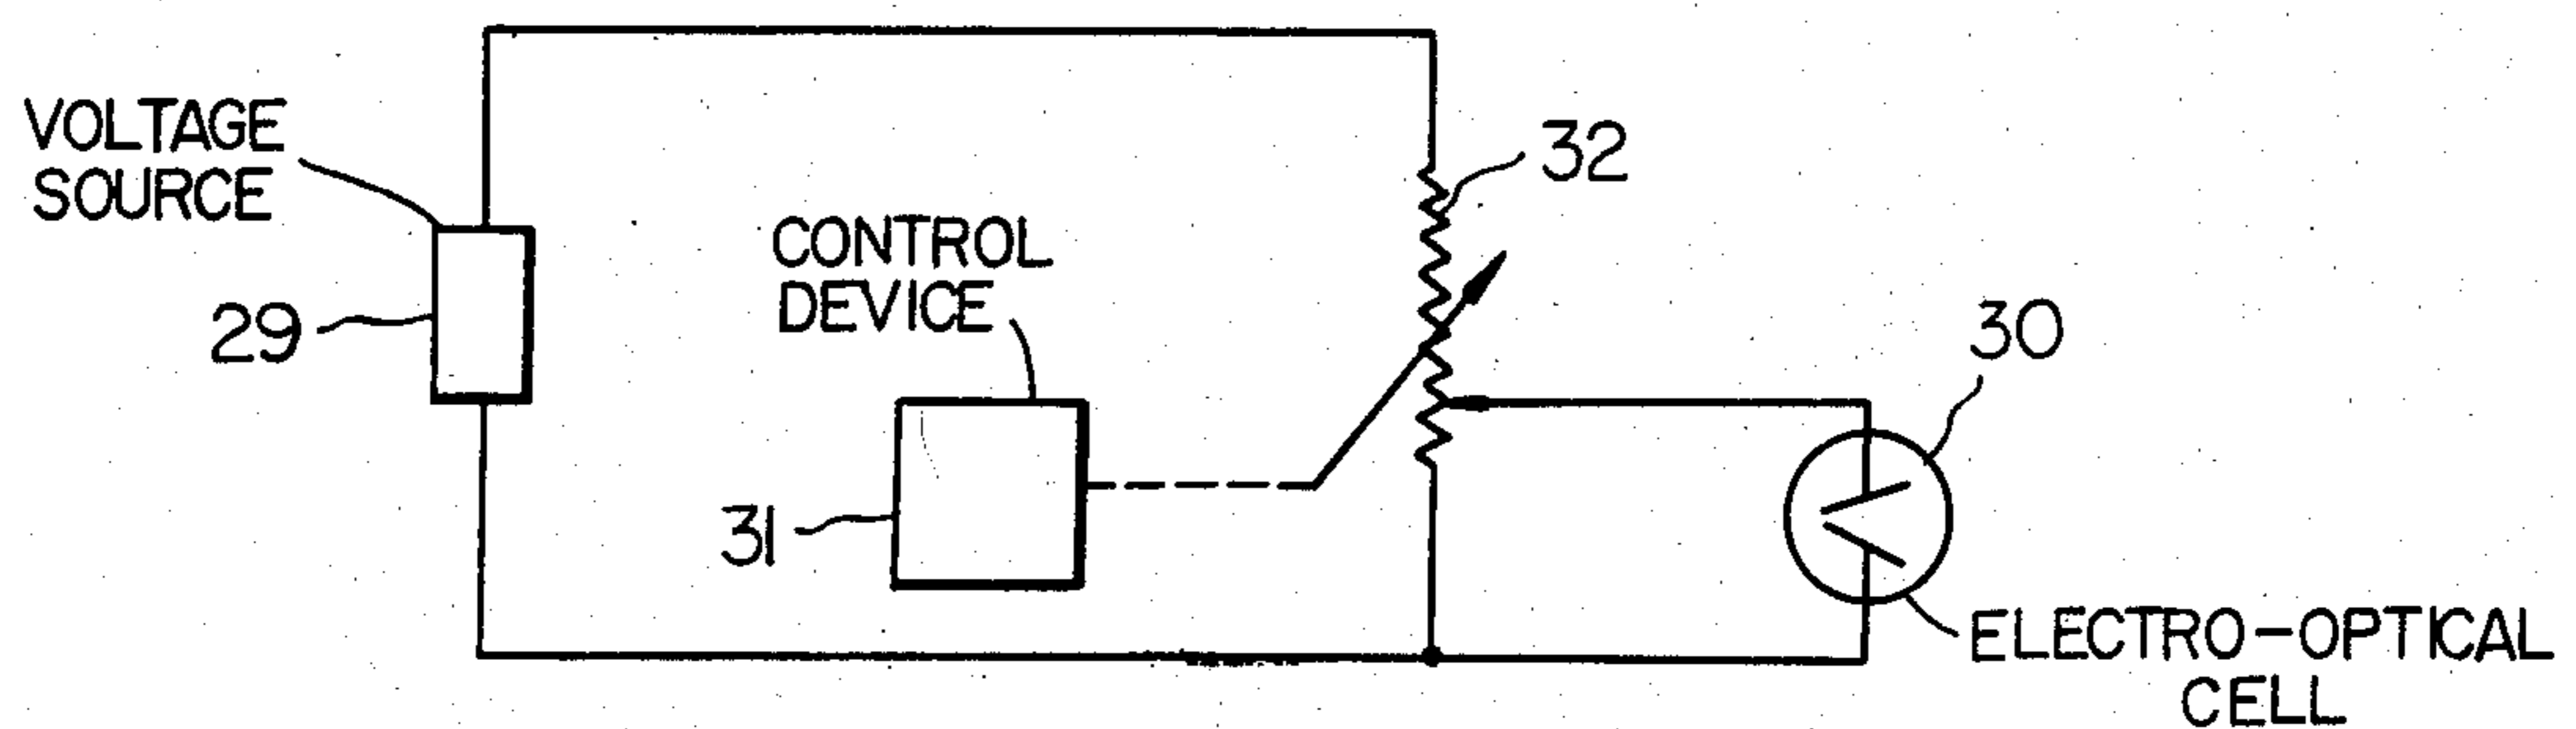 VOLTAGE
SOURCE
29
CONTROL
DEVICE
31
32
30
ELECTRO-OPTICAL
CELL